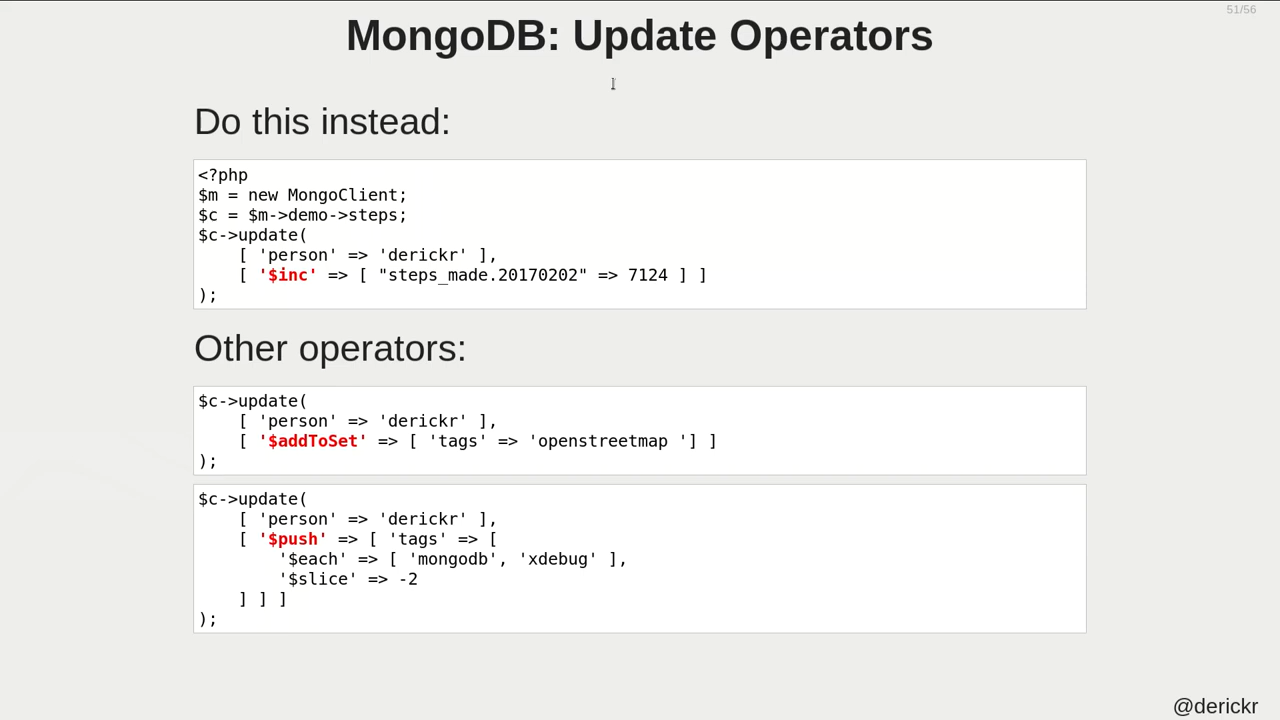 51/56
MongoDB: Update Operators
Do this instead:
<?php
$m = new MongoClient;
$c = $m->demo->steps;
$c->update(
    [ 'person' => 'derickr' ],
    [ '$inc' => [ "steps_made.20170202" => 7124 ] ]
);
Other operators:
$c->update(
    [ 'person' => 'derickr' ],
    [ '$addToSet' => [ 'tags' => 'openstreetmap '] ]
);
$c->update(
    [ 'person' => 'derickr' ],
    [ '$push' => [ 'tags' => [
        '$each' => [ 'mongodb', 'xdebug' ],
        '$slice' => -2
    ] ] ]
);
@derickr